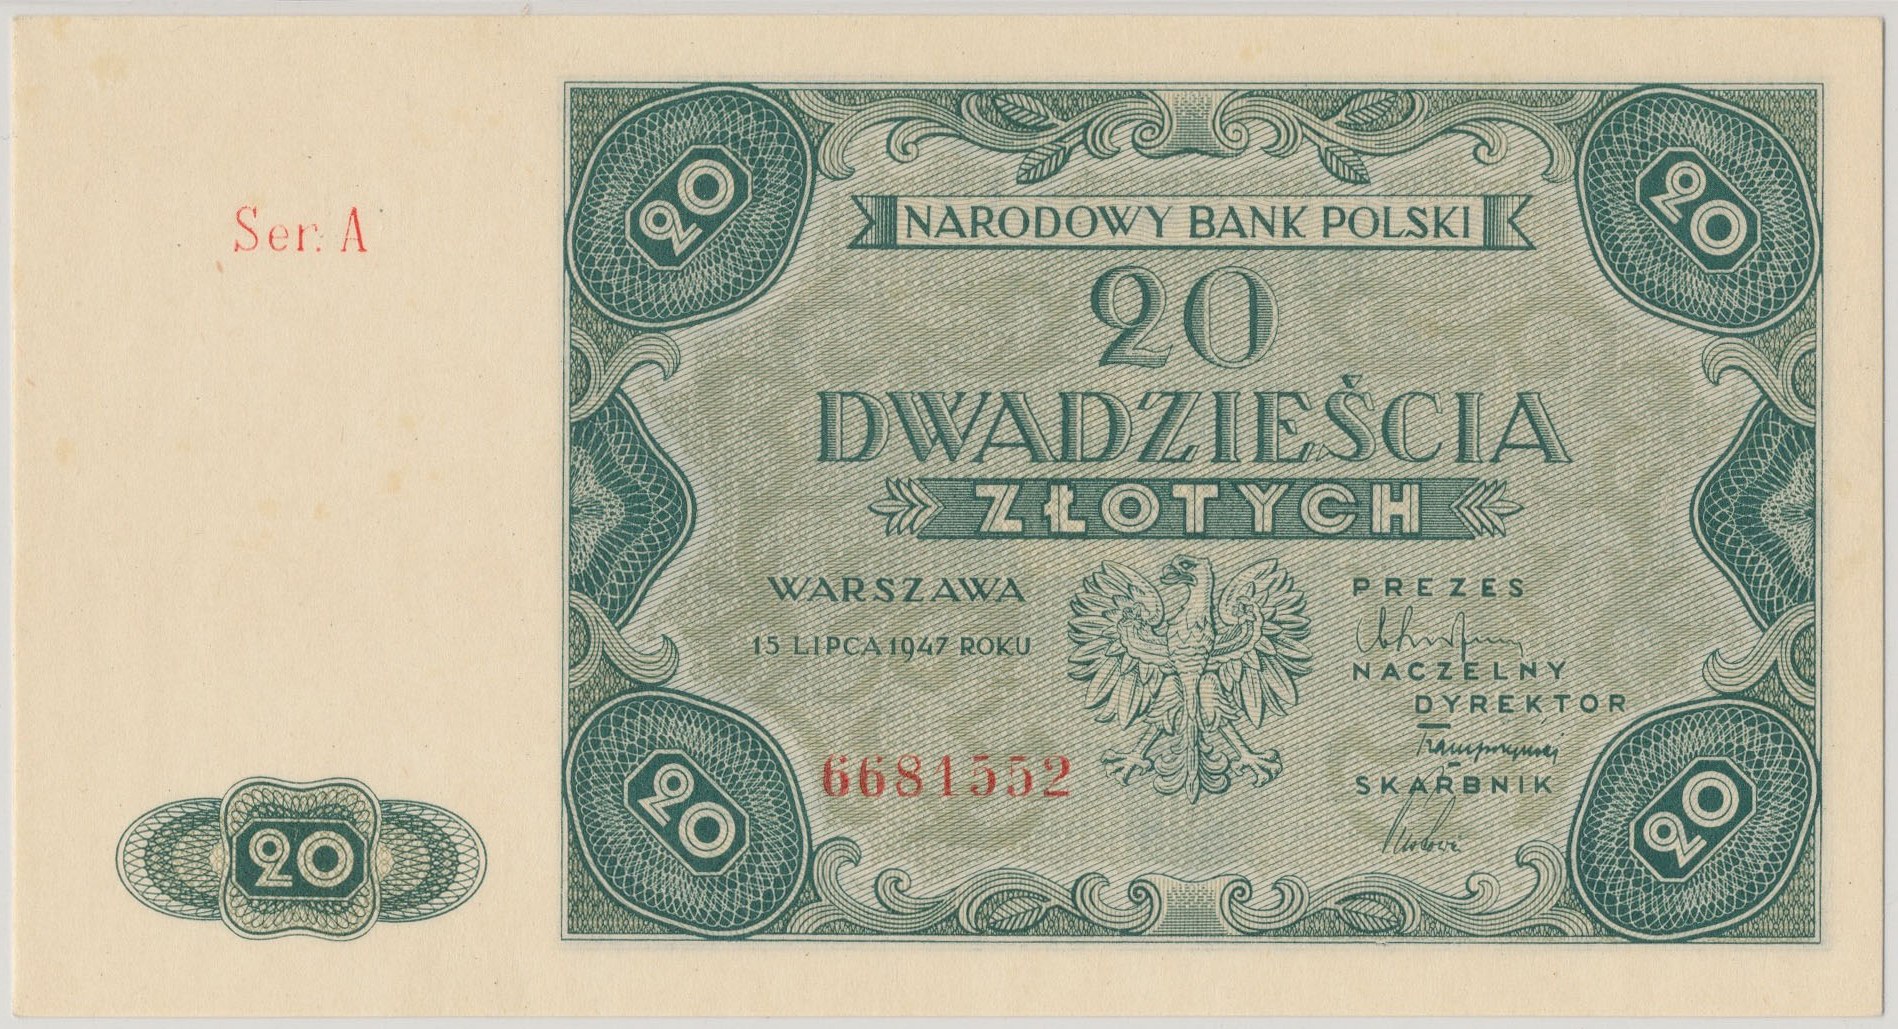 20
20
NARODOWY BANK POLSKI
Ser. A
20
DWADZIEŚCIA
ZŁOTYCH
WARSZAWA
15 LIPCA 1947 ROKU
PREZES
NACZELNY
DYREKTOR
6681552
SKARBNIK
20
20
20